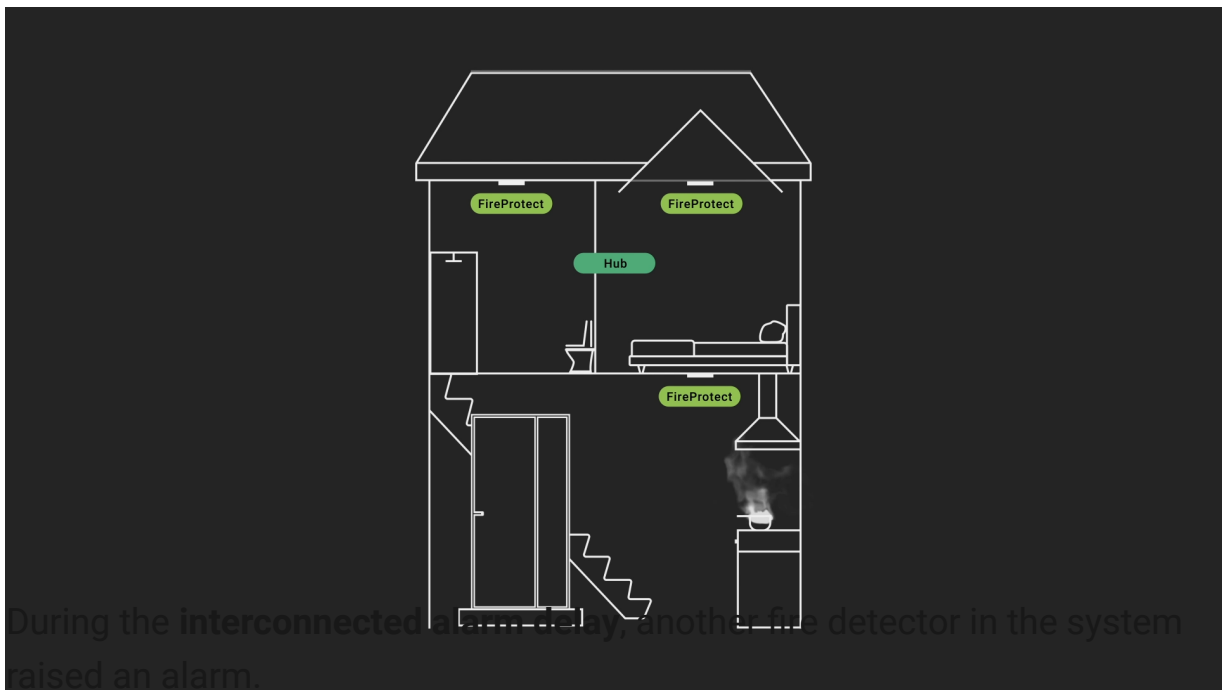 FireProtect
FireProtect
Hub
FireProtect
During the interconnected alarm delay, another fire detector in the system
raised an alarm.